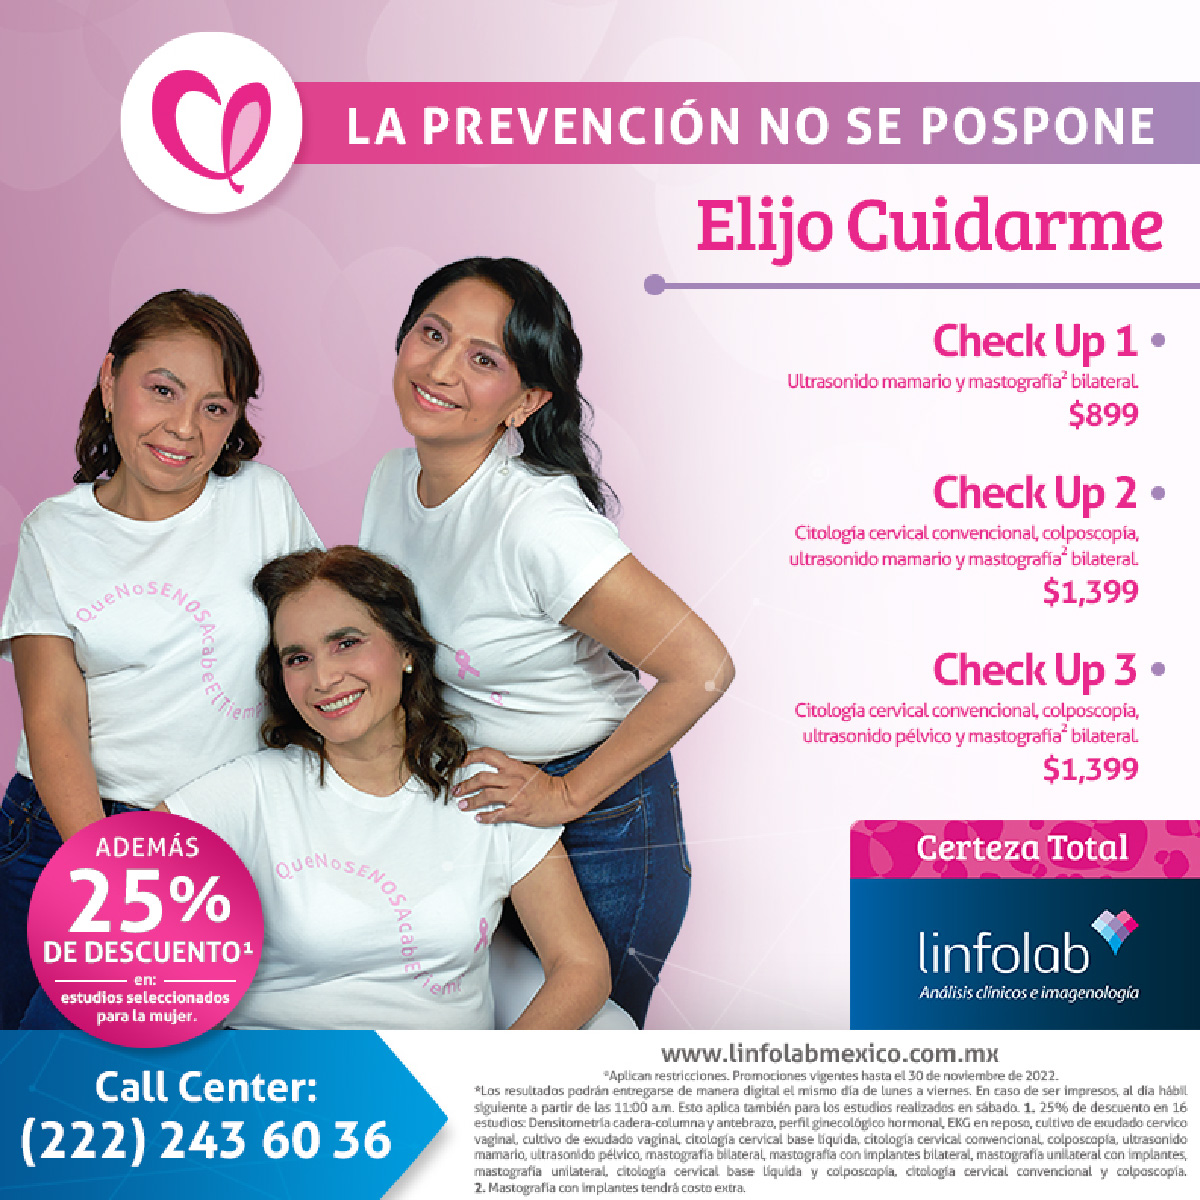 LA PREVENCIÓN NO SE POSPONE
Elijo Cuidarme
Check Up 1
Ultrasonido mamario y mastografía² bilateral.
$899
Check Up 2
Citología cervical convencional, colposcopía,
ultrasonido mamario y mastografía² bilateral.
$1,399
Check Up 3
Citología cervical convencional, colposcopía,
ultrasonido pélvico y mastografía² bilateral.
$1,399
QueNoSENOSAcabeElTiemp
QueNoSENOSAcabeElTiemp
ADEMÁS
25%
DE DESCUENTO¹
en:
estudios seleccionados
para la mujer.
Certeza Total
linfolab
Análisis clínicos e imagenología
Call Center:
(222) 243 60 36
www.linfolabmexico.com.mx
*Aplican restricciones. Promociones vigentes hasta el 30 de noviembre de 2022.
*Los resultados podrán entregarse de manera digital el mismo día de lunes a viernes. En caso de ser impresos, al día hábil
siguiente a partir de las 11:00 a.m. Esto aplica también para los estudios realizados en sábado. 1. 25% de descuento en 16
estudios: Densitometría cadera-columna y antebrazo, perfil ginecológico hormonal, EKG en reposo, cultivo de exudado cervico
vaginal, cultivo de exudado vaginal, citología cervical base líquida, citología cervical convencional, colposcopía, ultrasonido
mamario, ultrasonido pélvico, mastografía bilateral, mastografía con implantes bilateral, mastografía unilateral con implantes,
mastografía unilateral, citología cervical base líquida y colposcopía, citología cervical convencional y colposcopía.
2. Mastografía con implantes tendrá costo extra.